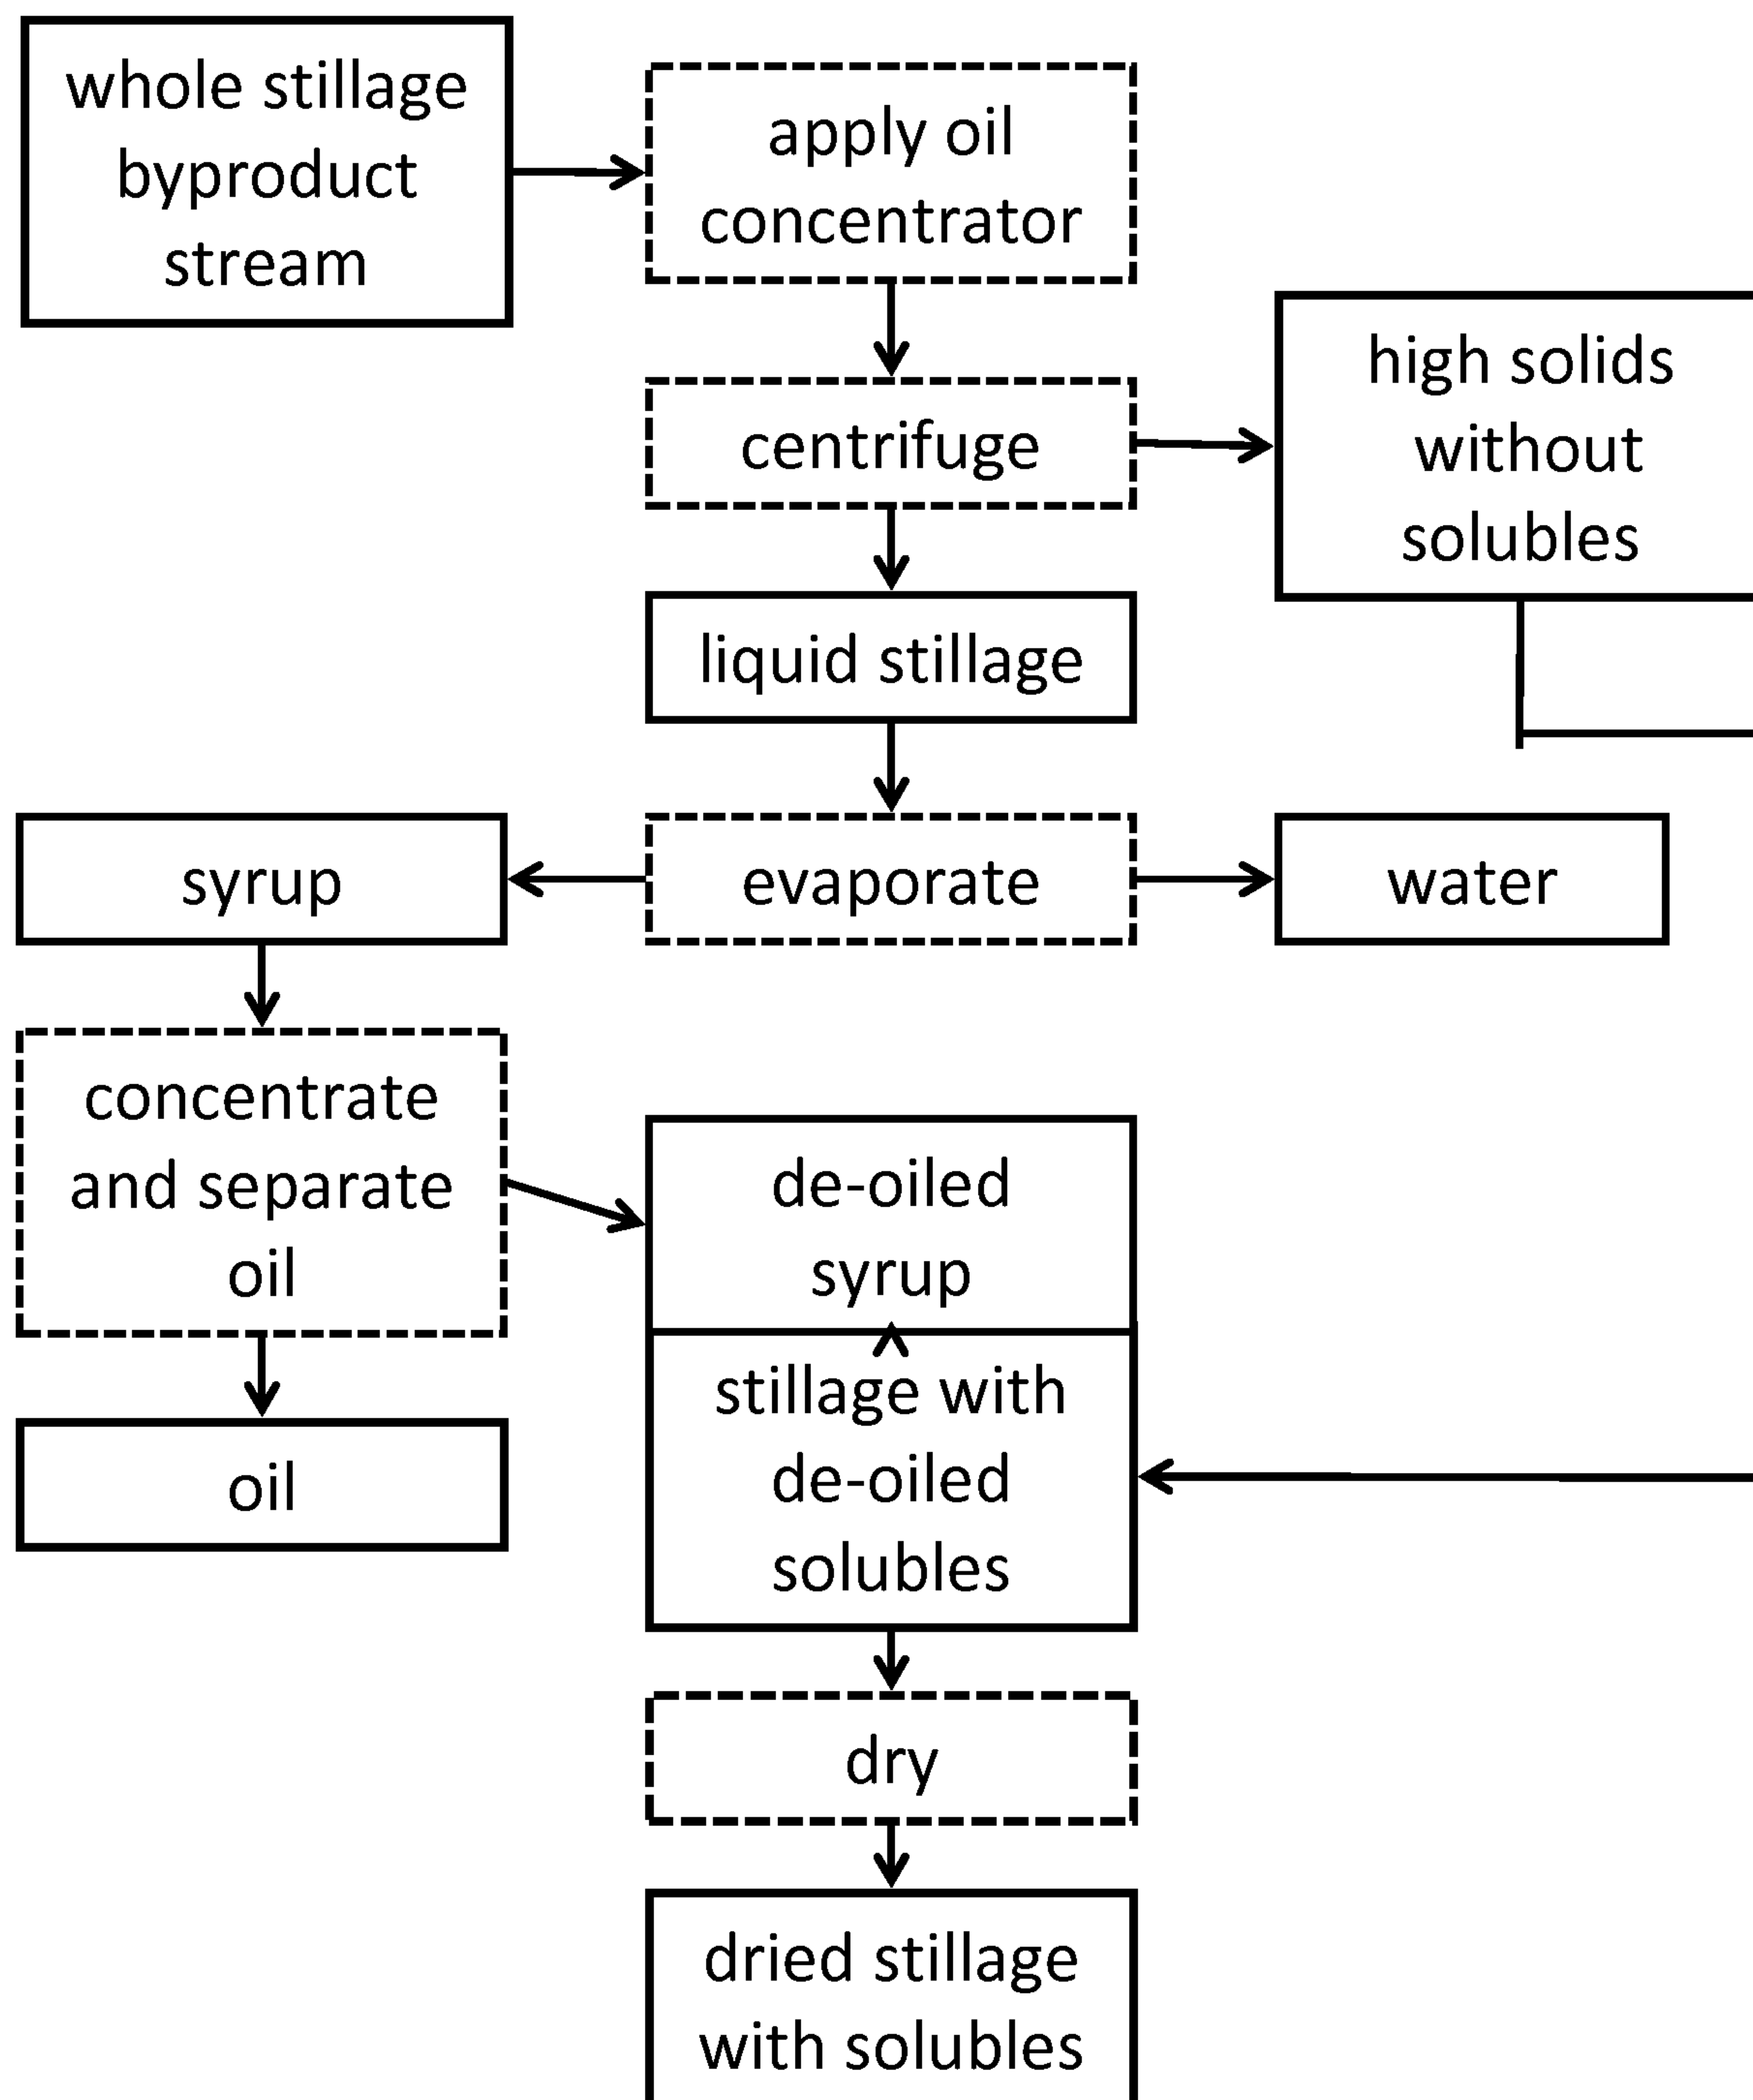 whole stillage
byproduct
stream
apply oil
concentrator
centrifuge
high solids
without
solubles
liquid stillage
syrup
evaporate
water
concentrate
and separate
oil
de-oiled
syrup
stillage with
de-oiled
solubles
oil
dry
dried stillage
with solubles